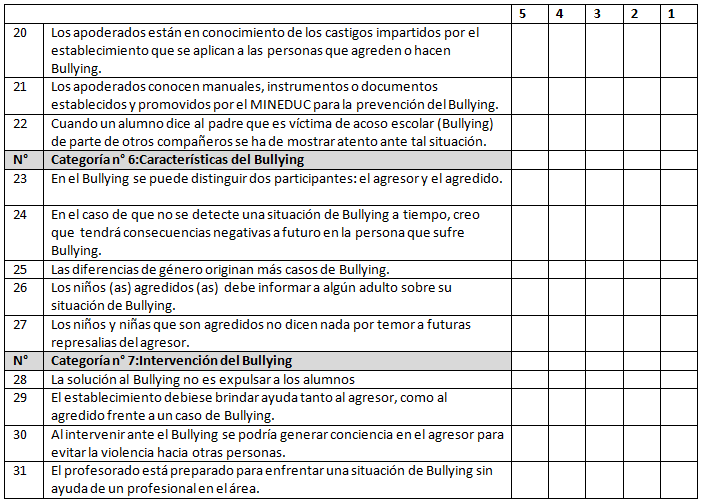 5 4 3 2 1
20 Los apoderados están en conocimiento de los castigos impartidos por el
establecimiento que se aplican a las personas que agreden o hacen
Bullying.
21 Los apoderados conocen manuales, instrumentos o documentos
establecidos y promovidos por el MINEDUC para la prevención del Bullying.
22 Cuando un alumno dice al padre que es víctima de acoso escolar (Bullying)
de parte de otros compañeros se ha de mostrar atento ante tal situación.
N° Categoría n° 6:Características del Bullying
23 En el Bullying se puede distinguir dos participantes: el agresor y el agredido.
24 En el caso de que no se detecte una situación de Bullying a tiempo, creo
que tendrá consecuencias negativas a futuro en la persona que sufre
Bullying.
25 Las diferencias de género originan más casos de Bullying.
26 Los niños (as) agredidos (as) debe informar a algún adulto sobre su
situación de Bullying.
27 Los niños y niñas que son agredidos no dicen nada por temor a futuras
represalias del agresor.
N° Categoría n° 7:Intervención del Bullying
28 La solución al Bullying no es expulsar a los alumnos
29 El establecimiento debiese brindar ayuda tanto al agresor, como al
agredido frente a un caso de Bullying.
30 Al intervenir ante el Bullying se podría generar conciencia en el agresor para
evitar la violencia hacia otras personas.
31 El profesorado está preparado para enfrentar una situación de Bullying sin
ayuda de un profesional en el área.